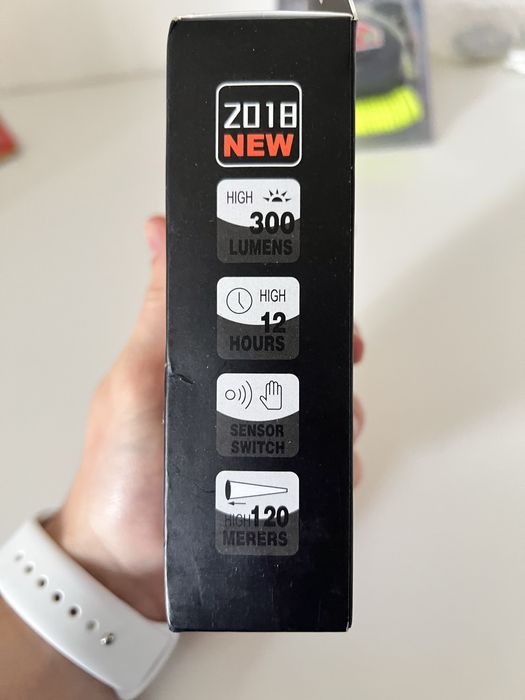 2018
NEW
HIGH
300
LUMENS
HIGH
12
HOURS
SENSOR
SWITCH
HIGH 120
MERERS